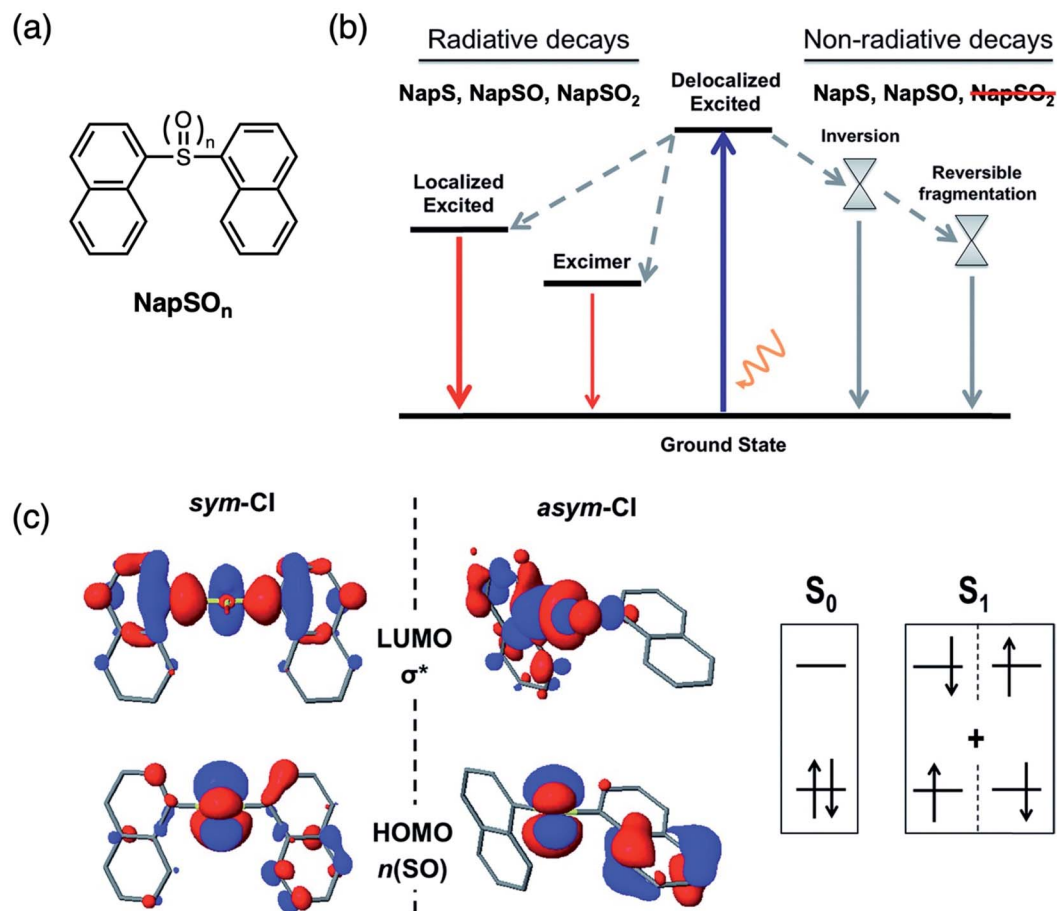 (a)
(O)n
S
NapSOn
(b)
Radiative decays
NapS, NapSO, NapSO2
Delocalized
Excited
Non-radiative decays
NapS, NapSO, NapSO2
Inversion
Reversible
fragmentation
Localized
Excited
Excimer
Ground State
(c)
sym-CI
asym-CI
LUMO
σ*
HOMO
n(SO)
S0
S1
+